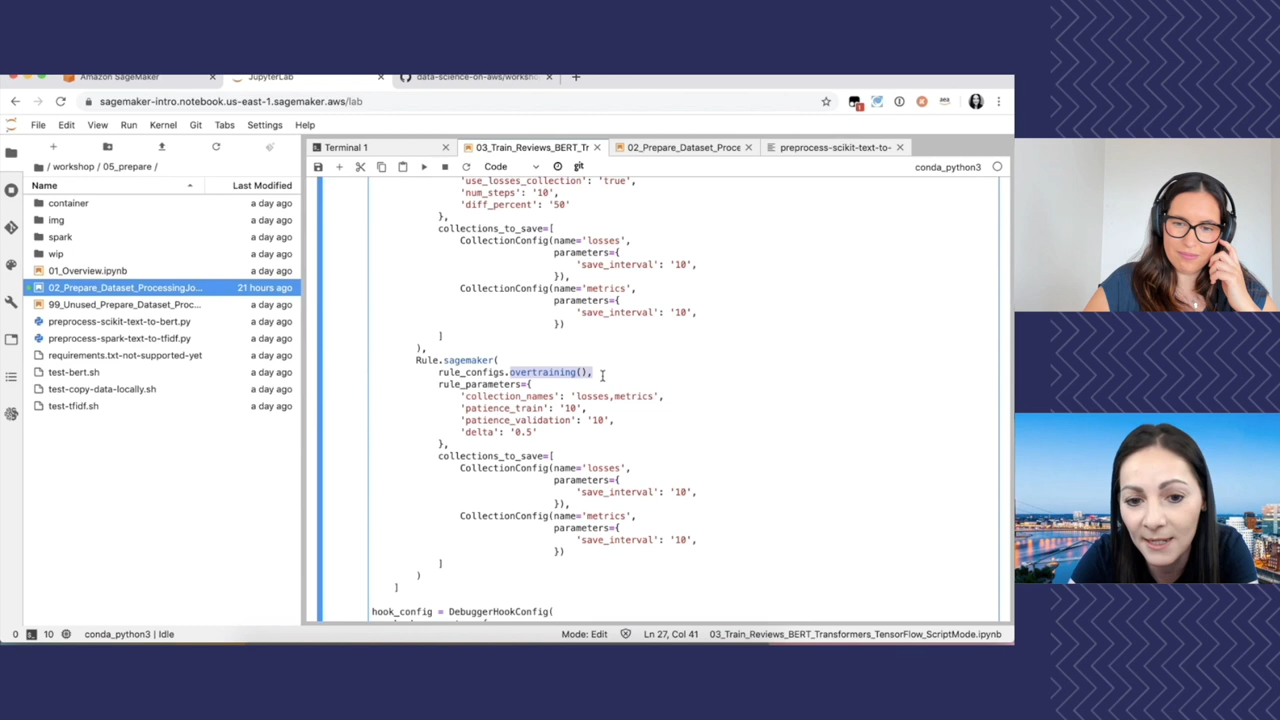 Amazon SageMaker
JupyterLab
data-science-on-aws/worksho
sagemaker-intro.notebook.us-east-1.sagemaker.aws/lab
File Edit View Run Kernel Git Tabs Settings Help
/ workshop / 05_prepare /
Name Last Modified
container a day ago
img a day ago
spark a day ago
wip a day ago
01_Overview.ipynb a day ago
02_Prepare_Dataset_ProcessingJo... 21 hours ago
99_Unused_Prepare_Dataset_Proc... a day ago
preprocess-scikit-text-to-bert.py a day ago
preprocess-spark-text-to-tfidf.py a day ago
requirements.txt-not-supported-yet a day ago
test-bert.sh a day ago
test-copy-data-locally.sh a day ago
test-tfidf.sh a day ago
Terminal 1
03_Train_Reviews_BERT_Tr
02_Prepare_Dataset_Proce
preprocess-scikit-text-to-
Code
git
conda_python3
'use_losses_collection': 'true',
'num_steps': '10',
'diff_percent': '50'
},
collections_to_save=[
CollectionConfig(name='losses',
parameters={
'save_interval': '10',
}),
CollectionConfig(name='metrics',
parameters={
'save_interval': '10',
})
]
),
Rule.sagemaker(
rule_configs.overtraining(),
rule_parameters={
'collection_names': 'losses,metrics',
'patience_train': '10',
'patience_validation': '10',
'delta': '0.5'
},
collections_to_save=[
CollectionConfig(name='losses',
parameters={
'save_interval': '10',
}),
CollectionConfig(name='metrics',
parameters={
'save_interval': '10',
})
]
)
]
hook_config = DebuggerHookConfig(
0 10 conda_python3 | Idle
Mode: Edit Ln 27, Col 41 03_Train_Reviews_BERT_Transformers_TensorFlow_ScriptMode.ipynb